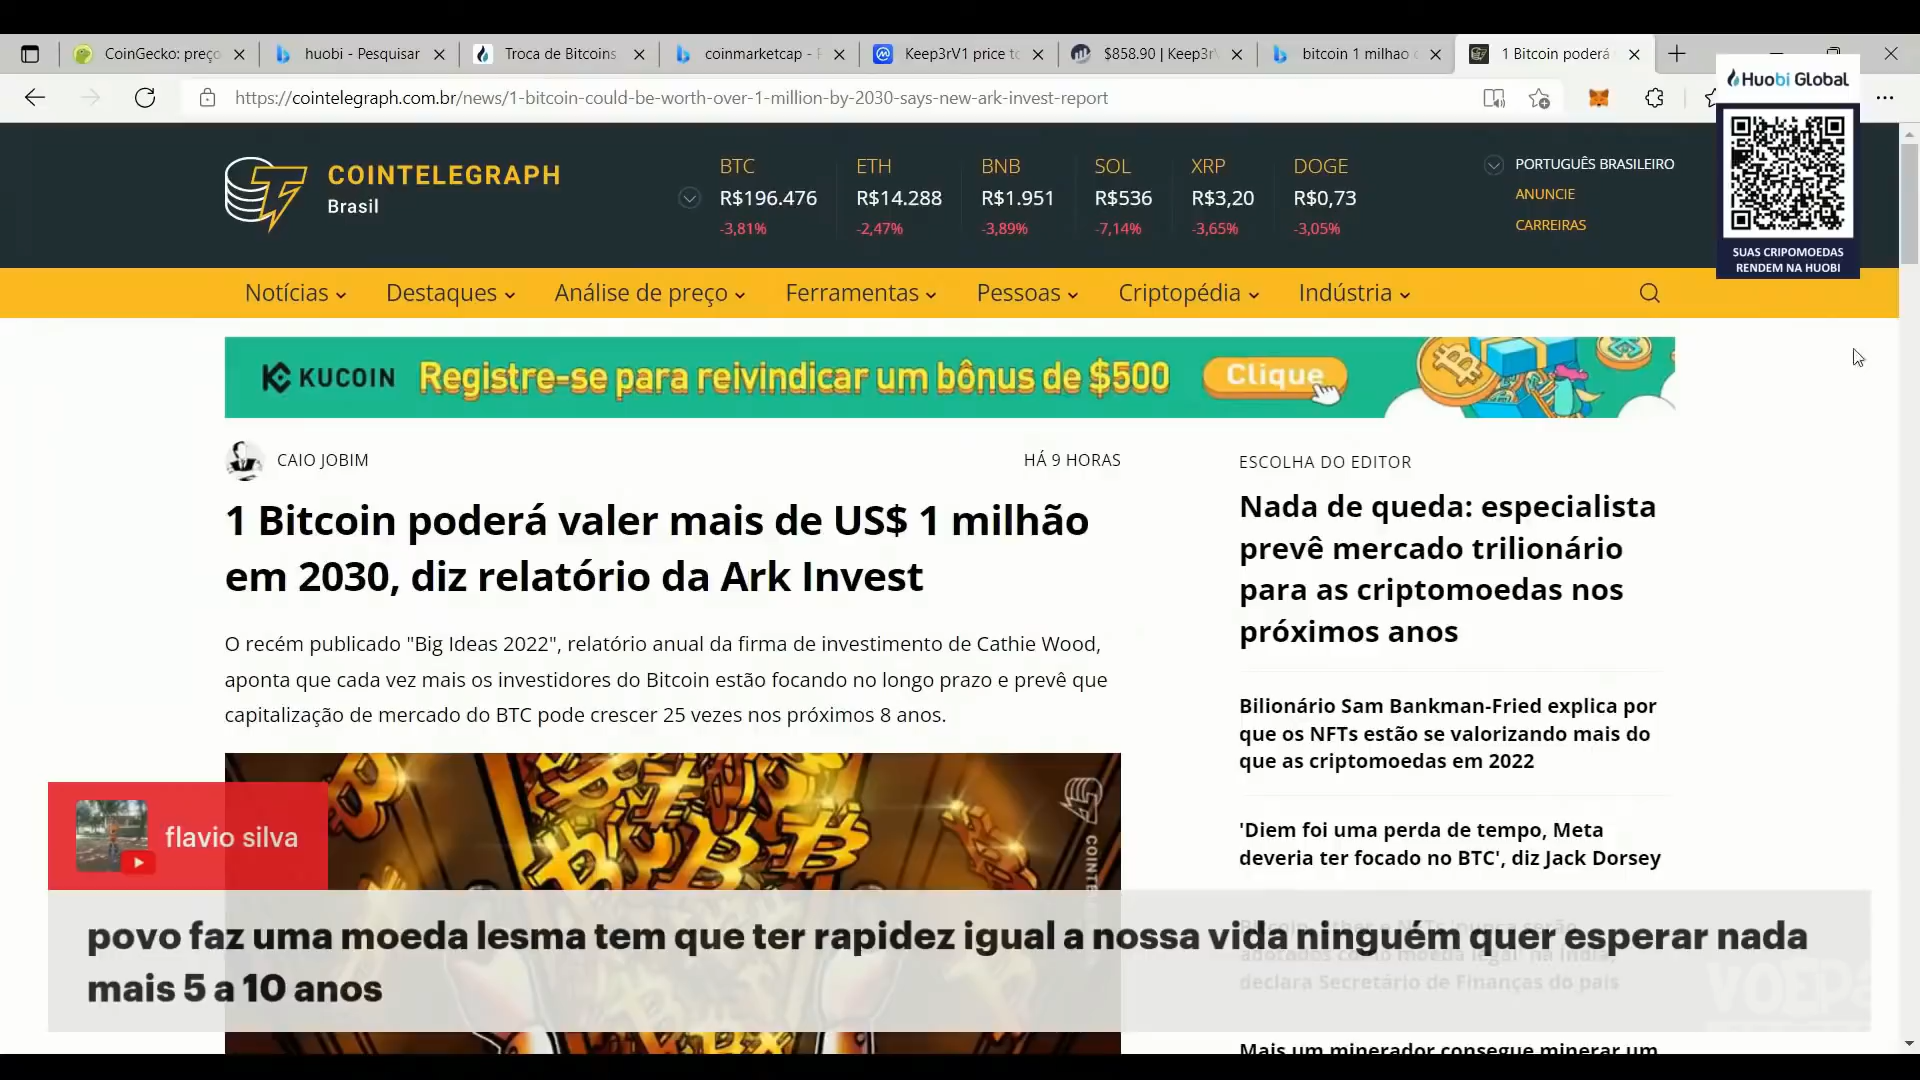 CoinGecko: preço
huobi - Pesquisar
Troca de Bitcoins
coinmarketcap -
Keep3rV1 price to
$858.90 | Keep3rV
bitcoin 1 milhao
1 Bitcoin poderá
https://cointelegraph.com.br/news/1-bitcoin-could-be-worth-over-1-million-by-2030-says-new-ark-invest-report
Huobi Global
SUAS CRIPOMOEDAS
RENDEM NA HUOBI
COINTELEGRAPH
Brasil
BTC
R$196.476
-3,81%
ETH
R$14.288
-2,47%
BNB
R$1.951
-3,89%
SOL
R$536
-7,14%
XRP
R$3,20
-3,65%
DOGE
R$0,73
-3,05%
PORTUGUÊS BRASILEIRO
ANUNCIE
CARREIRAS
Notícias
Destaques
Análise de preço
Ferramentas
Pessoas
Criptopédia
Indústria
KUCOIN
Registre-se para reivindicar um bônus de $500
Clique
CAIO JOBIM
HÁ 9 HORAS
1 Bitcoin poderá valer mais de US$ 1 milhão
em 2030, diz relatório da Ark Invest
O recém publicado "Big Ideas 2022", relatório anual da firma de investimento de Cathie Wood,
aponta que cada vez mais os investidores do Bitcoin estão focando no longo prazo e prevê que
capitalização de mercado do BTC pode crescer 25 vezes nos próximos 8 anos.
ESCOLHA DO EDITOR
Nada de queda: especialista
prevê mercado trilionário
para as criptomoedas nos
próximos anos
Bilionário Sam Bankman-Fried explica por
que os NFTs estão se valorizando mais do
que as criptomoedas em 2022
'Diem foi uma perda de tempo, Meta
deveria ter focado no BTC', diz Jack Dorsey
declara Secretário de Finanças do país
Mais um minerador consegue minerar um
flavio silva
povo faz uma moeda lesma tem que ter rapidez igual a nossa vida ninguém quer esperar nada
mais 5 a 10 anos